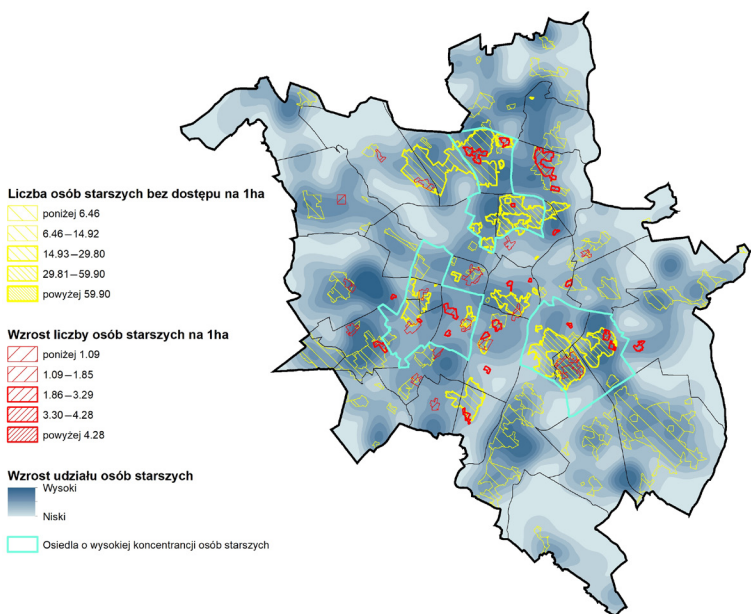 Liczba osób starszych bez dostępu na 1ha
poniżej 6.46
6.46–14.92
14.93–29.80
29.81–59.90
powyżej 59.90
Wzrost liczby osób starszych na 1ha
poniżej 1.09
1.09–1.85
1.86–3.29
3.30–4.28
powyżej 4.28
Wzrost udziału osób starszych
Wysoki
Niski
Osiedla o wysokiej koncentrancji osób starszych